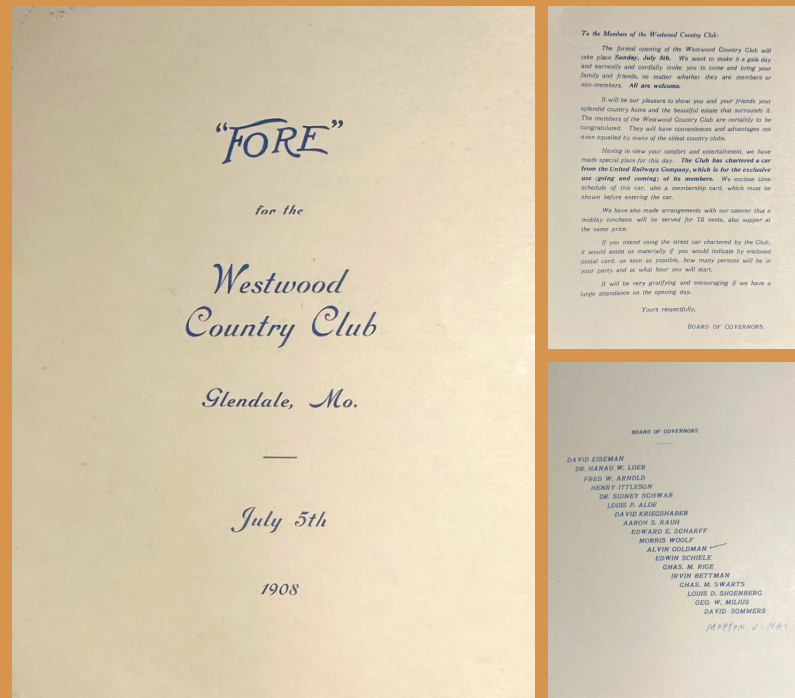 "FORE"
for the
Westwood
Country Club
Glendale, Mo.
July 5th
1908
To the Members of the Westwood Country Club:
The formal opening of the Westwood Country Club will
take place Sunday, July 5th. We want to make it a gala day
and earnestly and cordially invite you to come and bring your
family and friends, no matter whether they are members or
non-members. All are welcome.
It will be our pleasure to show you and your friends your
splendid country home and the beautiful estate that surrounds it.
The members of the Westwood Country Club are certainly to be
congratulated. They will have conveniences and advantages not
even equalled by many of the oldest country clubs.
Having in view your comfort and entertainment, we have
made special plans for this day. The Club has chartered a car
from the United Railways Company, which is for the exclusive
use (going and coming) of its members. We enclose time
schedule of this car, also a membership card, which must be
shown before entering the car.
We have also made arrangements with our caterer that a
midday luncheon will be served for 75 cents, also supper at
the same price.
If you intend using the street car chartered by the Club,
it would assist us materially if you would indicate by enclosed
postal card, as soon as possible, how many persons will be in
your party and at what hour you will start.
It will be very gratifying and encouraging if we have a
large attendance on the opening day.
Yours respectfully,
BOARD OF GOVERNORS.
BOARD OF GOVERNORS
DAVID EISEMAN
DR. HANAU W. LOEB
FRED W. ARNOLD
HENRY ITTLESON
DR. SIDNEY SCHWAB
LOUIS P. ALOE
DAVID KRIEGSHABER
AARON S. RAUH
EDWARD E. SCHARFF
MORRIS WOOLF
ALVIN GOLDMAN
EDWIN SCHIELE
CHAS. M. RICE
IRVIN BETTMAN
CHAS. M. SWARTS
LOUIS D. SHOENBERG
GEO. W. MILIUS
DAVID SOMMERS
MORTON J. MAY